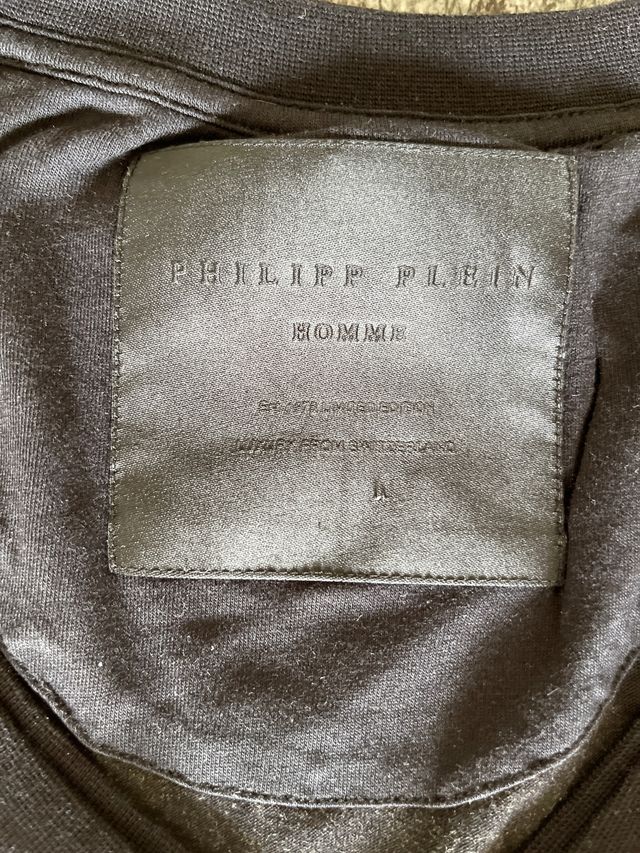 PHILIPP PLEIN
HOMME
LIMITED EDITION
LUXURY FROM SWITZERLAND